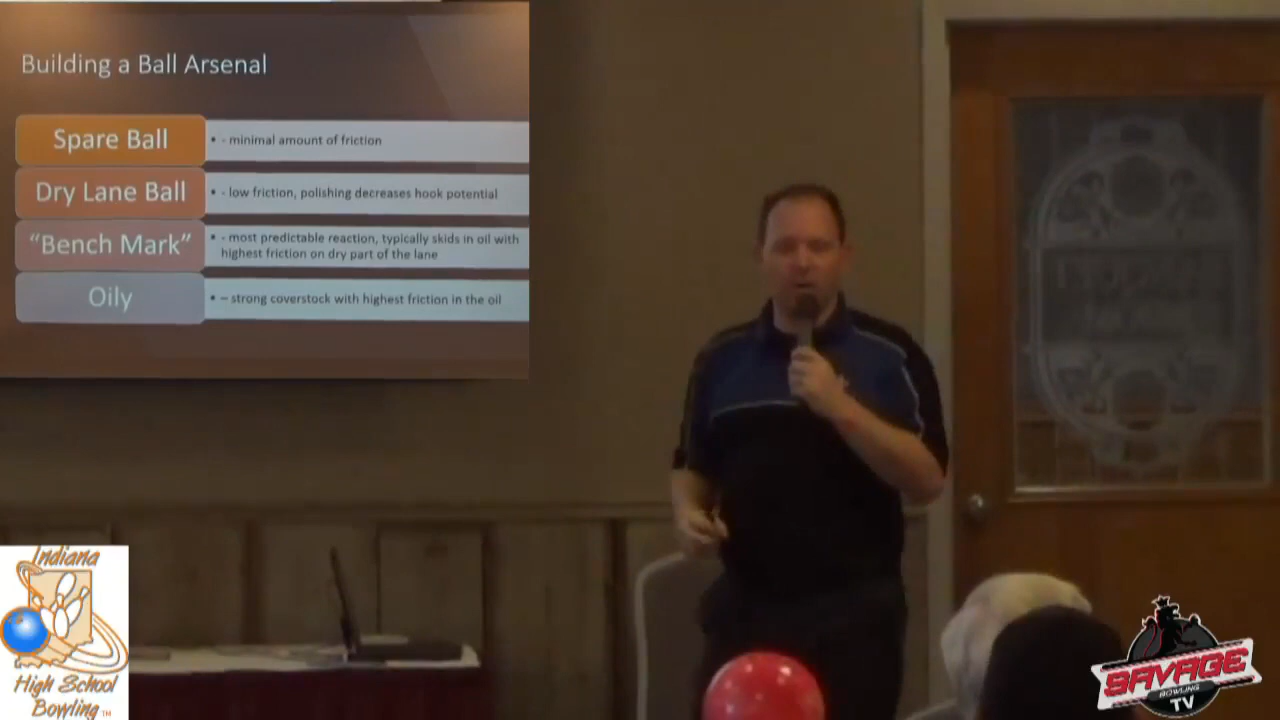 Building a Ball Arsenal
Spare Ball
• - minimal amount of friction
Dry Lane Ball
• - low friction, polishing decreases hook potential
“Bench Mark”
• - most predictable reaction, typically skids in oil with
highest friction on dry part of the lane
Oily
• – strong coverstock with highest friction in the oil
Indiana
High School
Bowling™
SAVAGE
BOWLING
TV